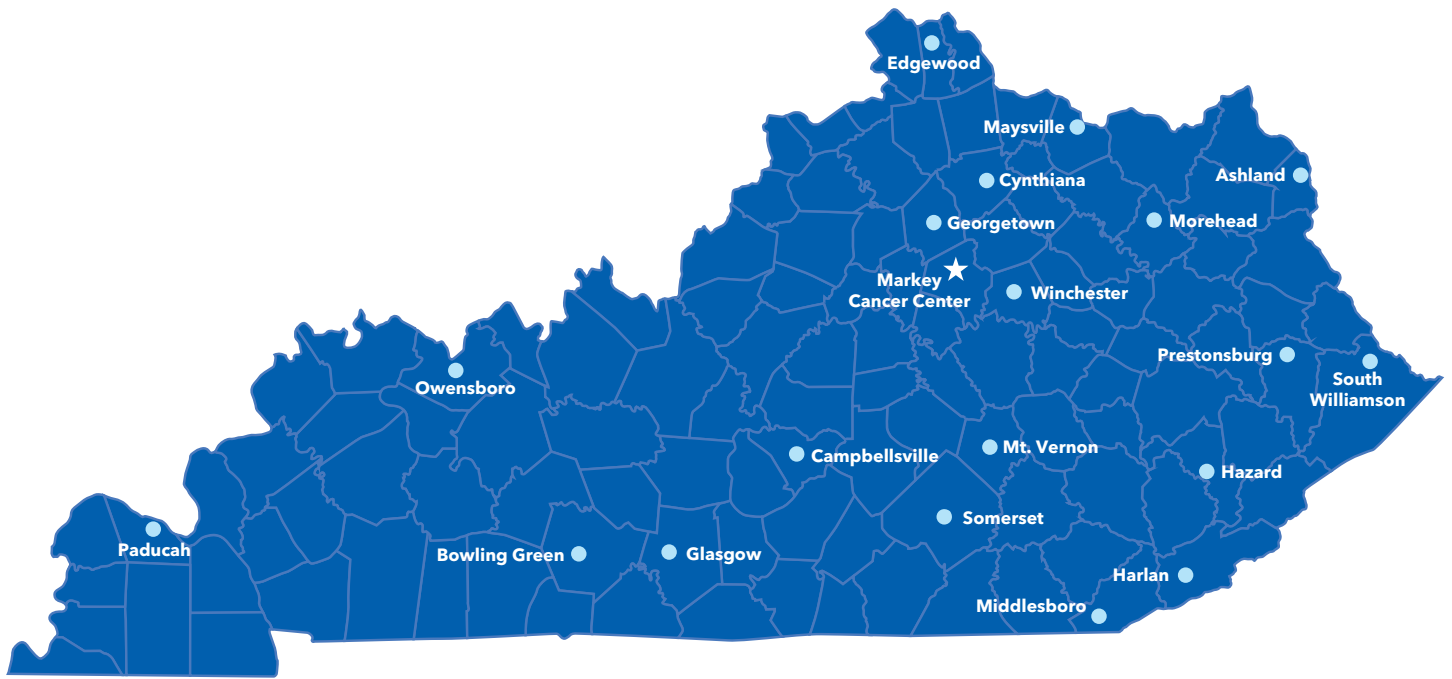 Edgewood
Maysville
Cynthiana
Ashland
Georgetown
Morehead
Markey
Cancer Center
Winchester
Prestonsburg
South
Williamson
Owensboro
Campbellsville
Mt. Vernon
Hazard
Somerset
Paducah
Bowling Green
Glasgow
Harlan
Middlesboro